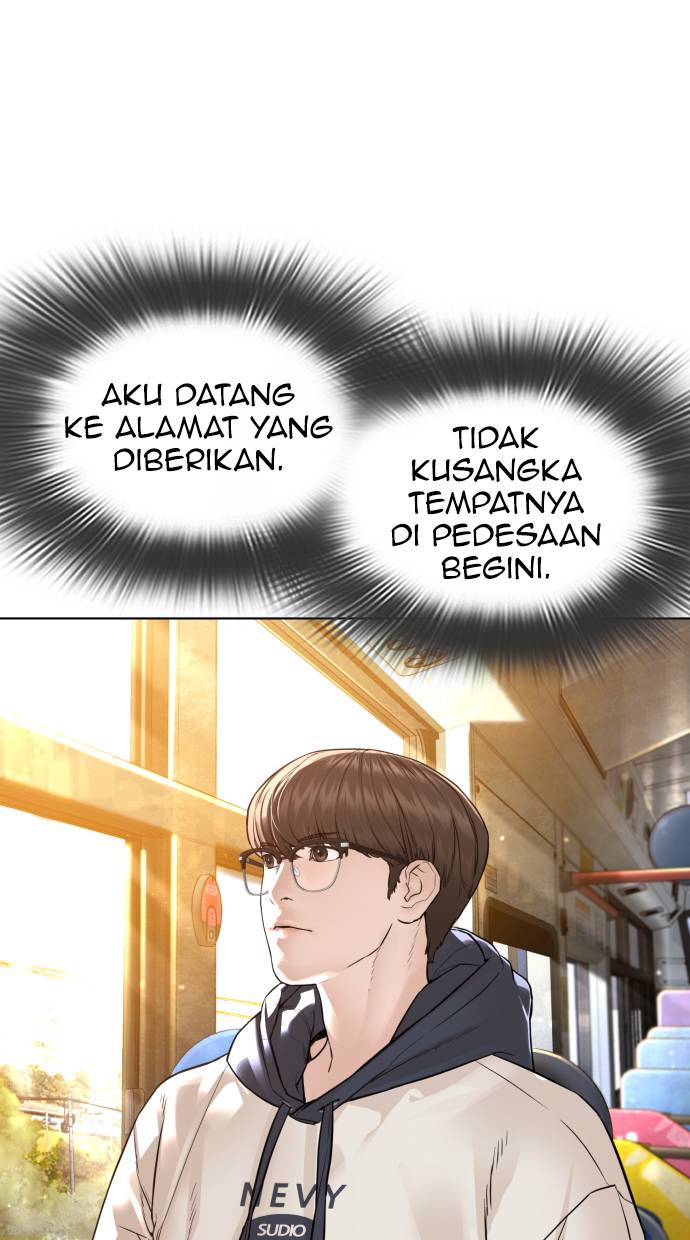 AKU DATANG
KE ALAMAT YANG
DIBERIKAN.
TIDAK
KUSANGKA
TEMPATNYA
DI PEDESAAN
BEGINI.
NEVY
SUDIO